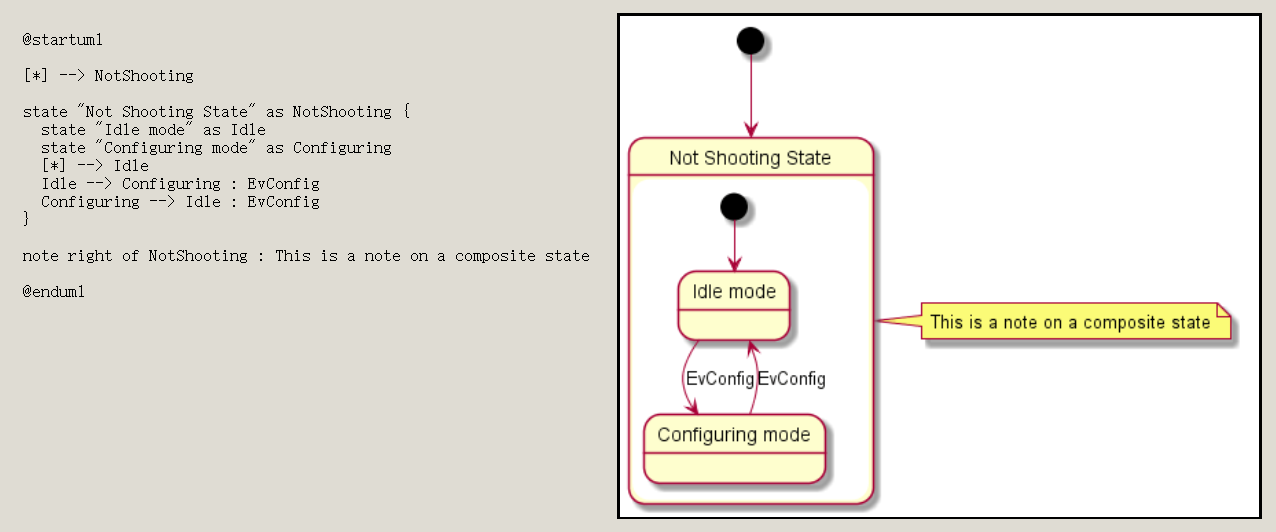 @startuml
[*] --> NotShooting
state "Not Shooting State" as NotShooting {
state "Idle mode" as Idle
state "Configuring mode" as Configuring
[*] --> Idle
Idle --> Configuring : EvConfig
Configuring --> Idle : EvConfig
}
note right of NotShooting : This is a note on a composite state
@enduml
Not Shooting State
Idle mode
EvConfig EvConfig
Configuring mode
This is a note on a composite state